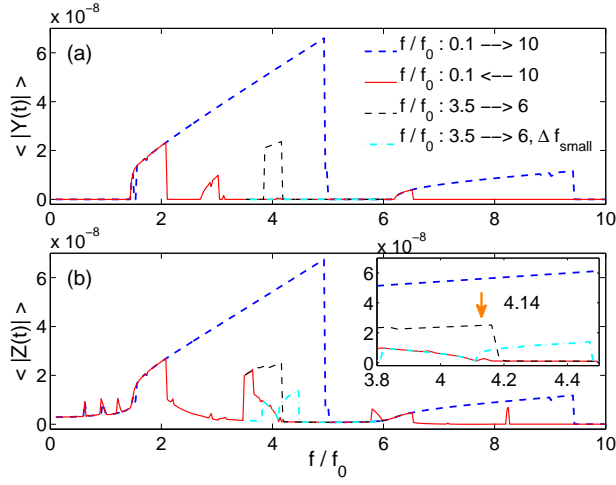 x 10⁻⁸
(a)
f / f₀ : 0.1 −−> 10
f / f₀ : 0.1 <−− 10
f / f₀ : 3.5 −−> 6
f / f₀ : 3.5 −−> 6, Δ f_small
< |Y(t)| >
6
4
2
0
0 2 4 6 8 10
x 10⁻⁸
(b)
< |Z(t)| >
6
4
2
0
x 10⁻⁸
6
4
2
0
4.14
3.8 4 4.2 4.4
0 2 4 6 8 10
f / f₀